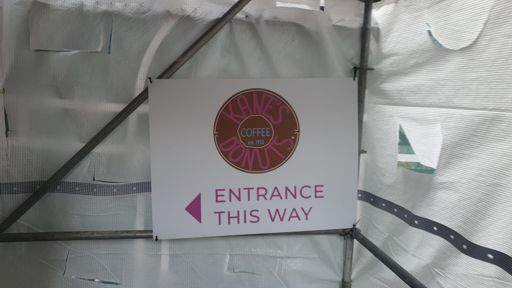 KANE'S
COFFEE
est. 1955
DONUTS
ENTRANCE
THIS WAY